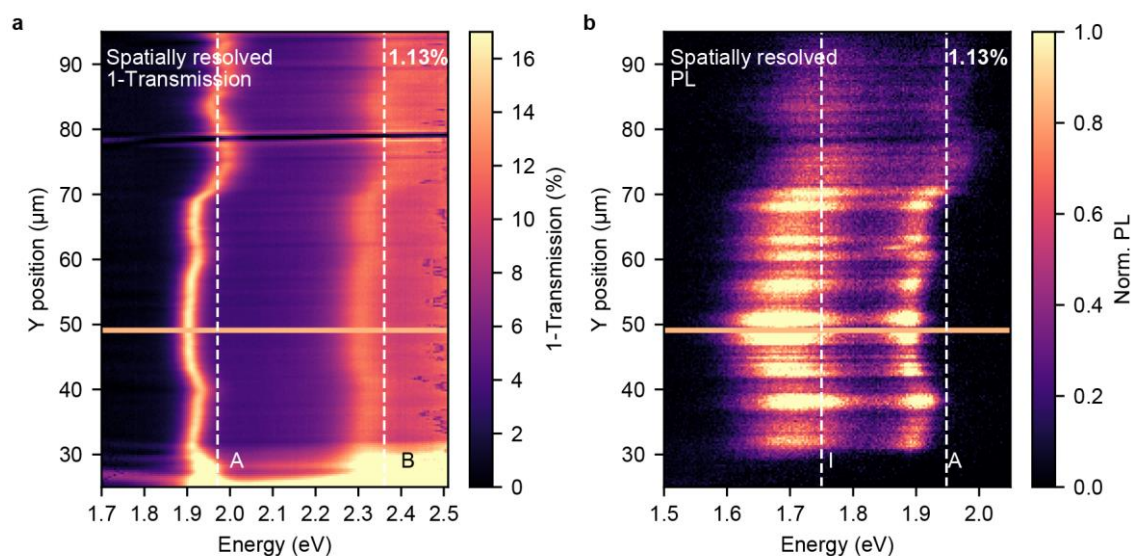 a
Spatially resolved
1-Transmission
1.13%
A
B
90
80
70
60
50
40
30
Y position (µm)
1.7 1.8 1.9 2.0 2.1 2.2 2.3 2.4 2.5
Energy (eV)
16
14
12
10
8
6
4
2
0
1-Transmission (%)
b
Spatially resolved
PL
1.13%
I
A
90
80
70
60
50
40
30
Y position (µm)
1.5 1.6 1.7 1.8 1.9 2.0
Energy (eV)
1.0
0.8
0.6
0.4
0.2
0.0
Norm. PL